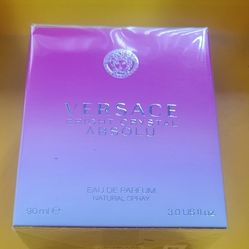 VERSACE
BRIGHT CRYSTAL
ABSOLU
EAU DE PARFUM
NATURAL SPRAY
90 ml ℮ 3.0 US fl. oz.